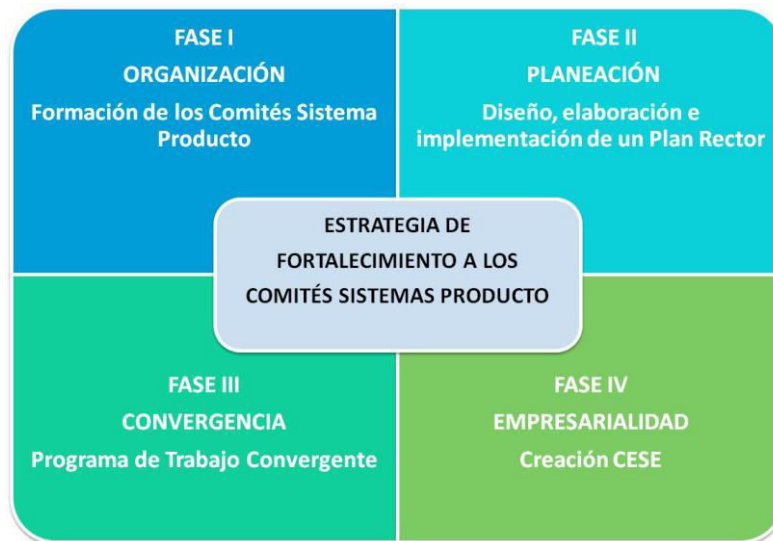 FASE I
ORGANIZACIÓN
Formación de los Comités Sistema
Producto
FASE II
PLANEACIÓN
Diseño, elaboración e
implementación de un Plan Rector
ESTRATEGIA DE
FORTALECIMIENTO A LOS
COMITÉS SISTEMAS PRODUCTO
FASE III
CONVERGENCIA
Programa de Trabajo Convergente
FASE IV
EMPRESARIALIDAD
Creación CESE